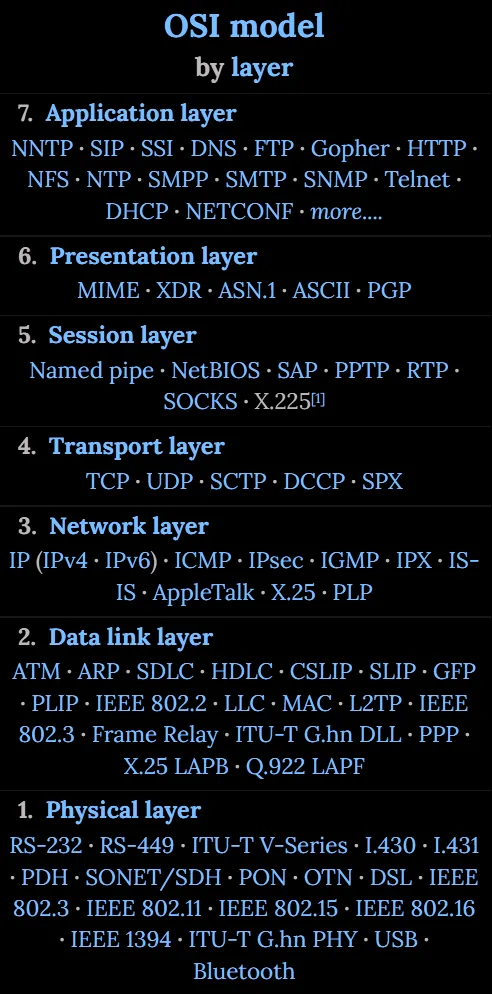 OSI model
by layer
7. Application layer
NNTP · SIP · SSI · DNS · FTP · Gopher · HTTP ·
NFS · NTP · SMPP · SMTP · SNMP · Telnet ·
DHCP · NETCONF · more....
6. Presentation layer
MIME · XDR · ASN.1 · ASCII · PGP
5. Session layer
Named pipe · NetBIOS · SAP · PPTP · RTP ·
SOCKS · X.225[1]
4. Transport layer
TCP · UDP · SCTP · DCCP · SPX
3. Network layer
IP (IPv4 · IPv6) · ICMP · IPsec · IGMP · IPX · IS-
IS · AppleTalk · X.25 · PLP
2. Data link layer
ATM · ARP · SDLC · HDLC · CSLIP · SLIP · GFP
· PLIP · IEEE 802.2 · LLC · MAC · L2TP · IEEE
802.3 · Frame Relay · ITU-T G.hn DLL · PPP ·
X.25 LAPB · Q.922 LAPF
1. Physical layer
RS-232 · RS-449 · ITU-T V-Series · I.430 · I.431
· PDH · SONET/SDH · PON · OTN · DSL · IEEE
802.3 · IEEE 802.11 · IEEE 802.15 · IEEE 802.16
· IEEE 1394 · ITU-T G.hn PHY · USB ·
Bluetooth